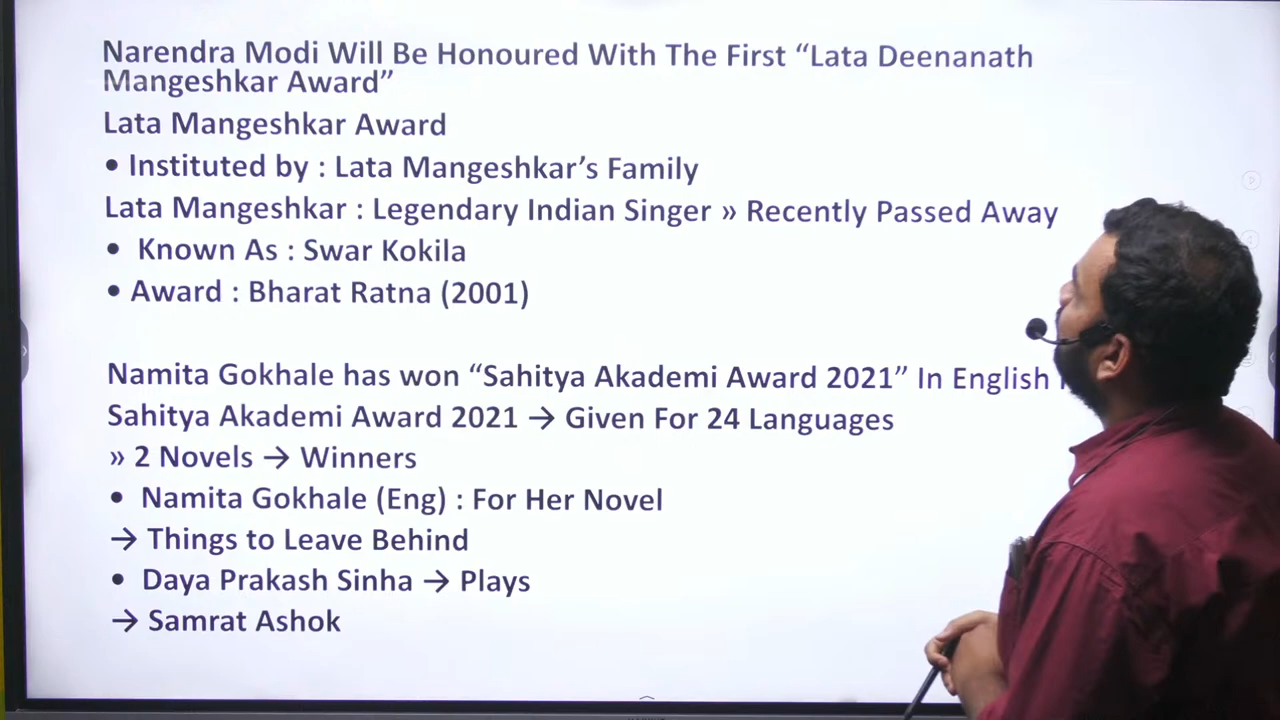 Narendra Modi Will Be Honoured With The First “Lata Deenanath
Mangeshkar Award”
Lata Mangeshkar Award
• Instituted by : Lata Mangeshkar’s Family
Lata Mangeshkar : Legendary Indian Singer » Recently Passed Away
• Known As : Swar Kokila
• Award : Bharat Ratna (2001)
Namita Gokhale has won “Sahitya Akademi Award 2021” In English
Sahitya Akademi Award 2021 → Given For 24 Languages
» 2 Novels → Winners
• Namita Gokhale (Eng) : For Her Novel
→ Things to Leave Behind
• Daya Prakash Sinha → Plays
→ Samrat Ashok